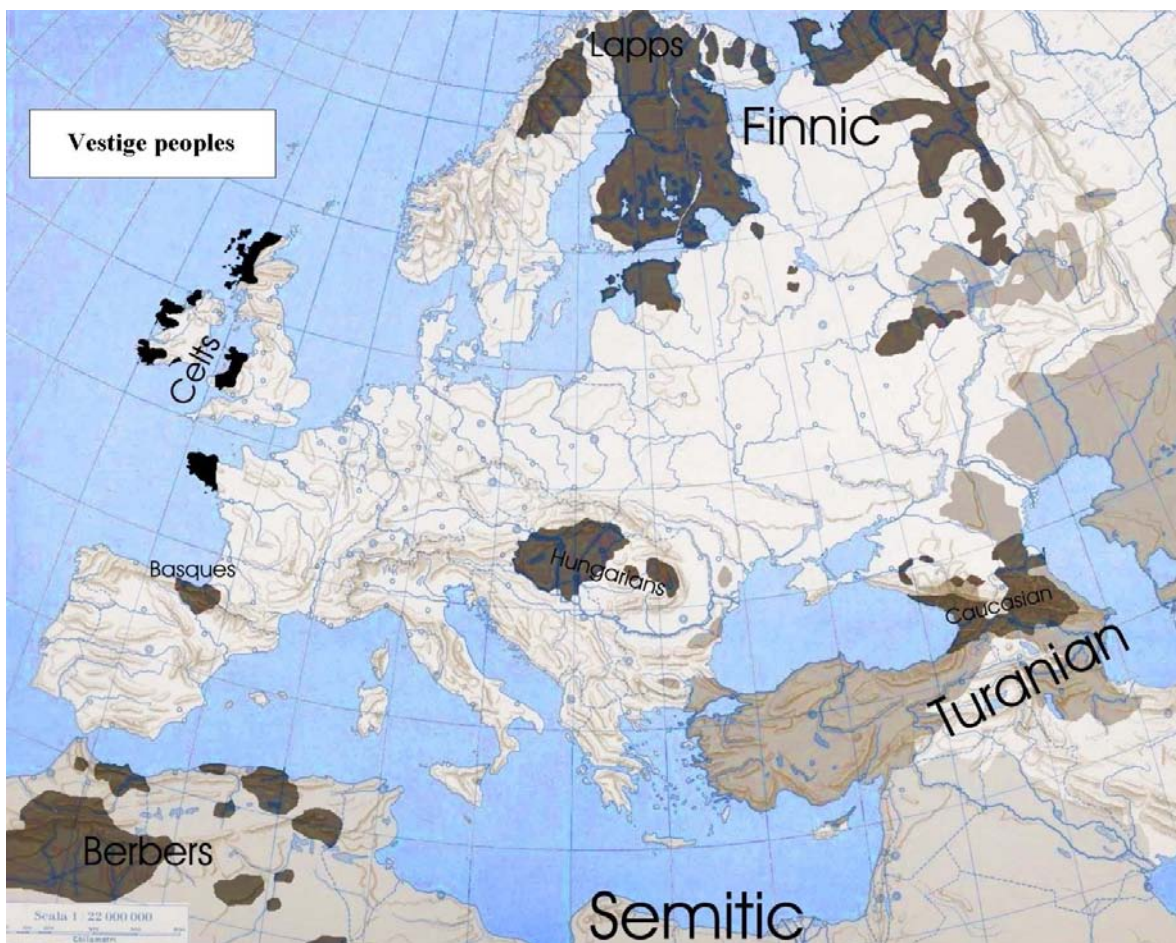 Lapps
Vestige peoples
Finnic
Celts
Basques
Hungarians
Caucasian
Turanian
Berbers
Semitic
Scala 1 : 22 000 000